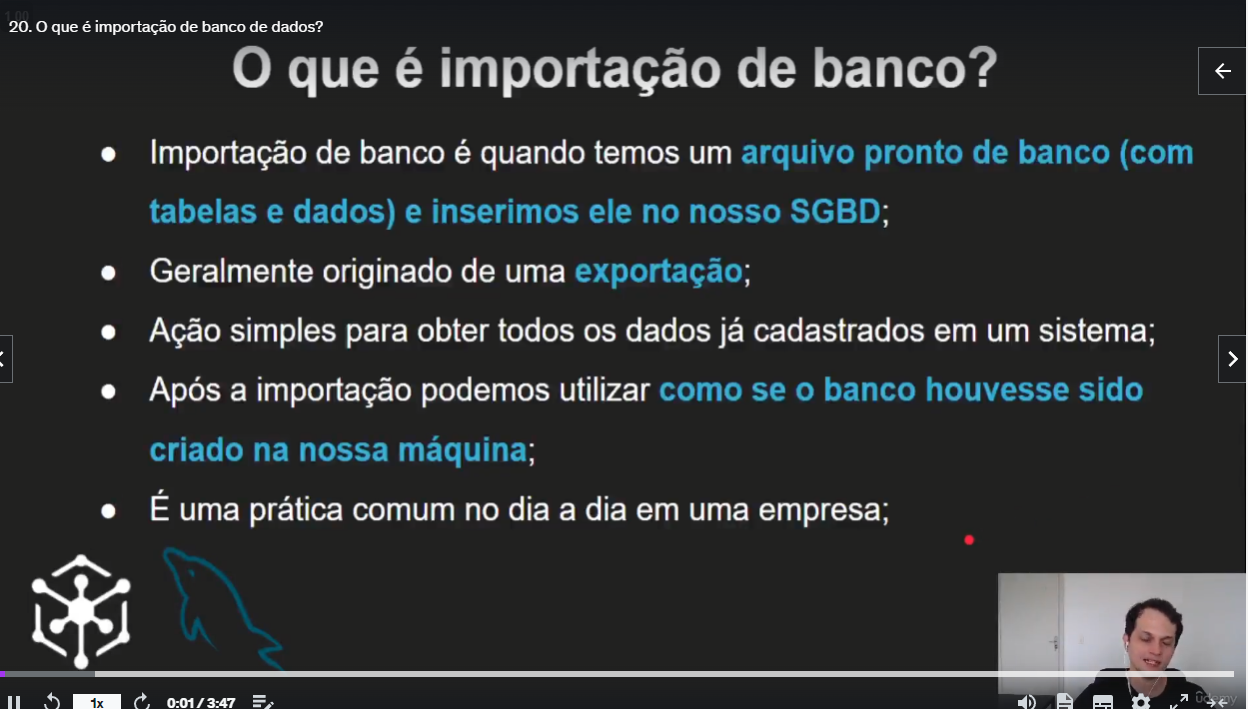 1.00
20. O que é importação de banco de dados?
O que é importação de banco?
● Importação de banco é quando temos um arquivo pronto de banco (com
tabelas e dados) e inserimos ele no nosso SGBD;
● Geralmente originado de uma exportação;
● Ação simples para obter todos os dados já cadastrados em um sistema;
● Após a importação podemos utilizar como se o banco houvesse sido
criado na nossa máquina;
● É uma prática comum no dia a dia em uma empresa;
1x
0:01 / 3:47
ûdemy